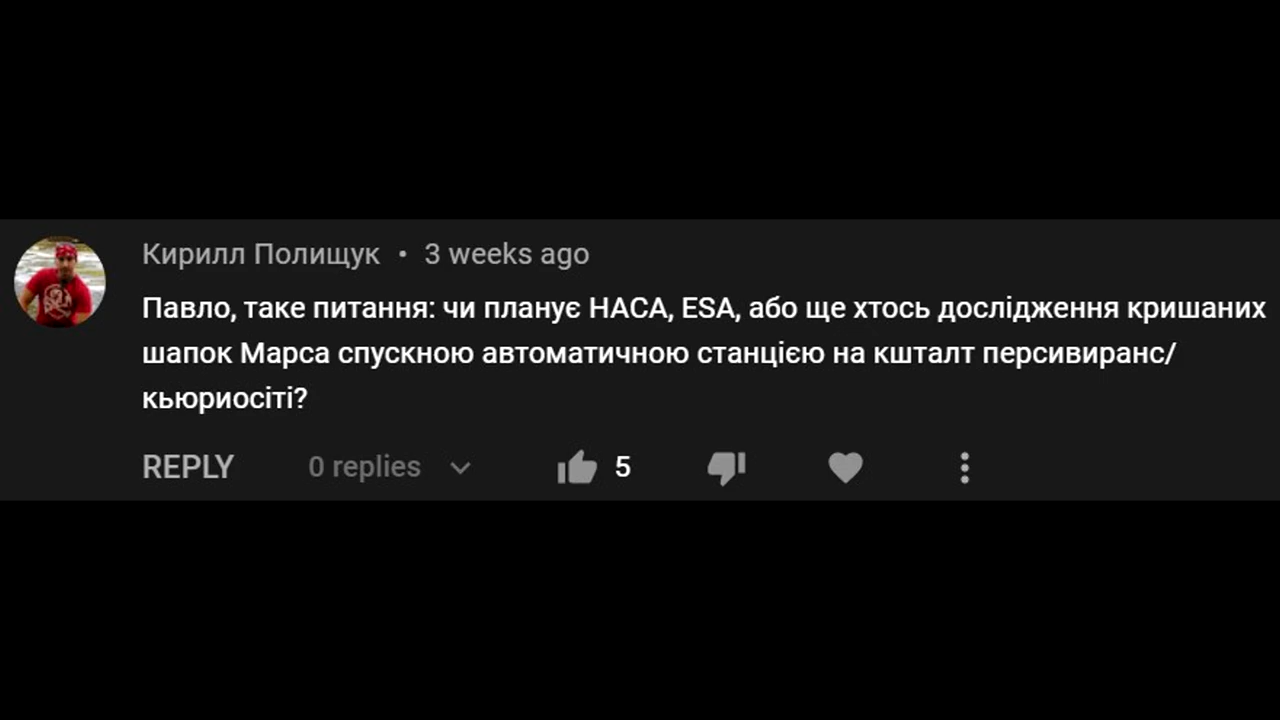 Кирилл Полищук • 3 weeks ago
Павло, таке питання: чи планує НАСА, ESA, або ще хтось дослідження кришаних
шапок Марса спускною автоматичною станцією на кшталт персивиранс/
кьюриосіті?
REPLY 0 replies 5